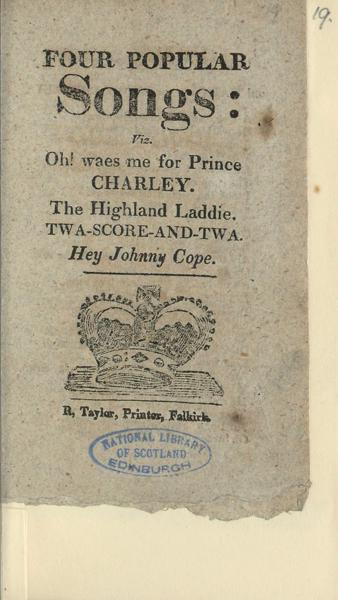 19.
FOUR POPULAR
Songs:
Viz.
Oh! waes me for Prince
CHARLEY.
The Highland Laddie.
TWA-SCORE-AND-TWA.
Hey Johnny Cope.
R, Taylor, Printer, Falkirk.
NATIONAL LIBRARY
OF SCOTLAND
EDINBURGH